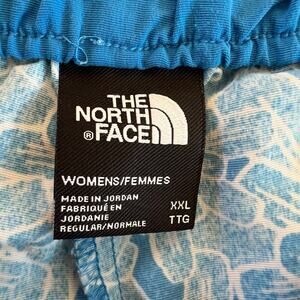 THE
NORTH
® FACE
WOMENS/FEMMES
MADE IN JORDAN
FABRIQUÉ EN XXL
JORDANIE TTG
REGULAR/NORMALE